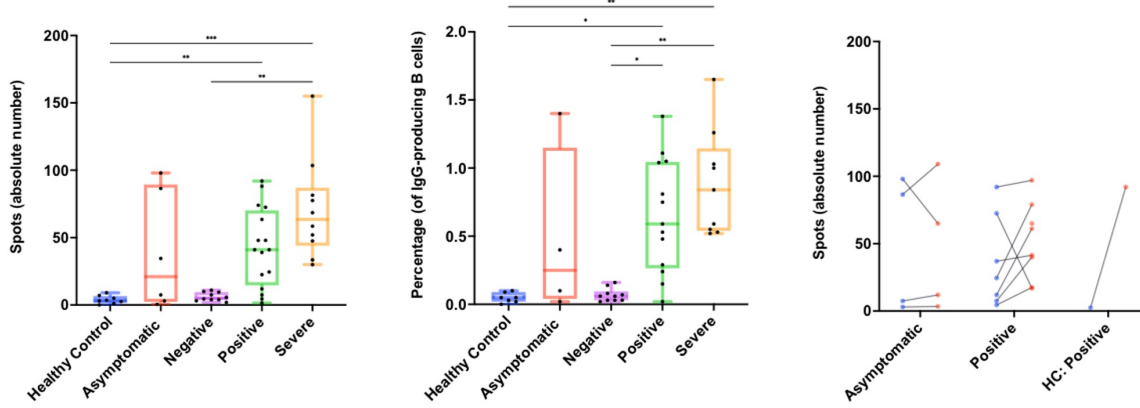 Spots (absolute number)
200
150
100
50
0
***
**
**
Healthy Control
Asymptomatic
Negative
Positive
Severe
Percentage (of IgG-producing B cells)
2.0
1.5
1.0
0.5
0.0
**
*
**
*
Healthy Control
Asymptomatic
Negative
Positive
Severe
Spots (absolute number)
200
150
100
50
0
Asymptomatic
Positive
HC: Positive